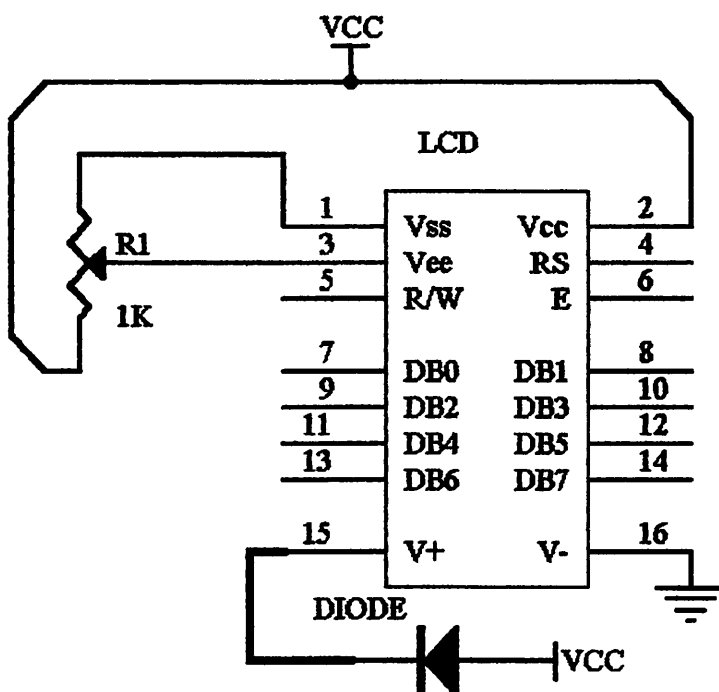 VCC
LCD
1 Vss Vcc 2
R1 3 Vee RS 4
5 R/W E 6
1K
7 DB0 DB1 8
9 DB2 DB3 10
11 DB4 DB5 12
13 DB6 DB7 14
15 V+ V- 16
DIODE
VCC